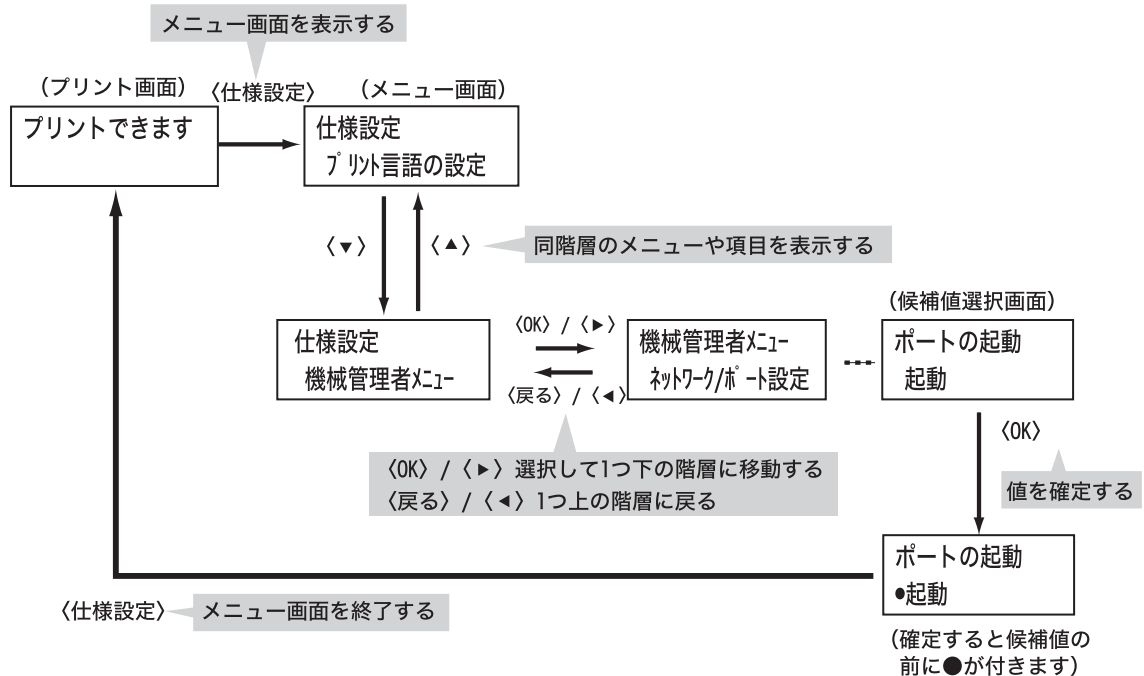 メニュー画面を表示する
（プリント画面）
〈仕様設定〉
（メニュー画面）
プリントできます
仕様設定
ﾌﾟﾘﾝﾄ言語の設定
〈▼〉
〈▲〉
同階層のメニューや項目を表示する
仕様設定
機械管理者ﾒﾆｭｰ
〈OK〉/〈▶〉
〈戻る〉/〈◀〉
機械管理者ﾒﾆｭｰ
ﾈｯﾄﾜｰｸ/ﾎﾟｰﾄ設定
（候補値選択画面）
ポートの起動
起動
〈OK〉/〈▶〉選択して1つ下の階層に移動する
〈戻る〉/〈◀〉1つ上の階層に戻る
〈OK〉
値を確定する
ポートの起動
●起動
（確定すると候補値の
前に●が付きます）
〈仕様設定〉
メニュー画面を終了する